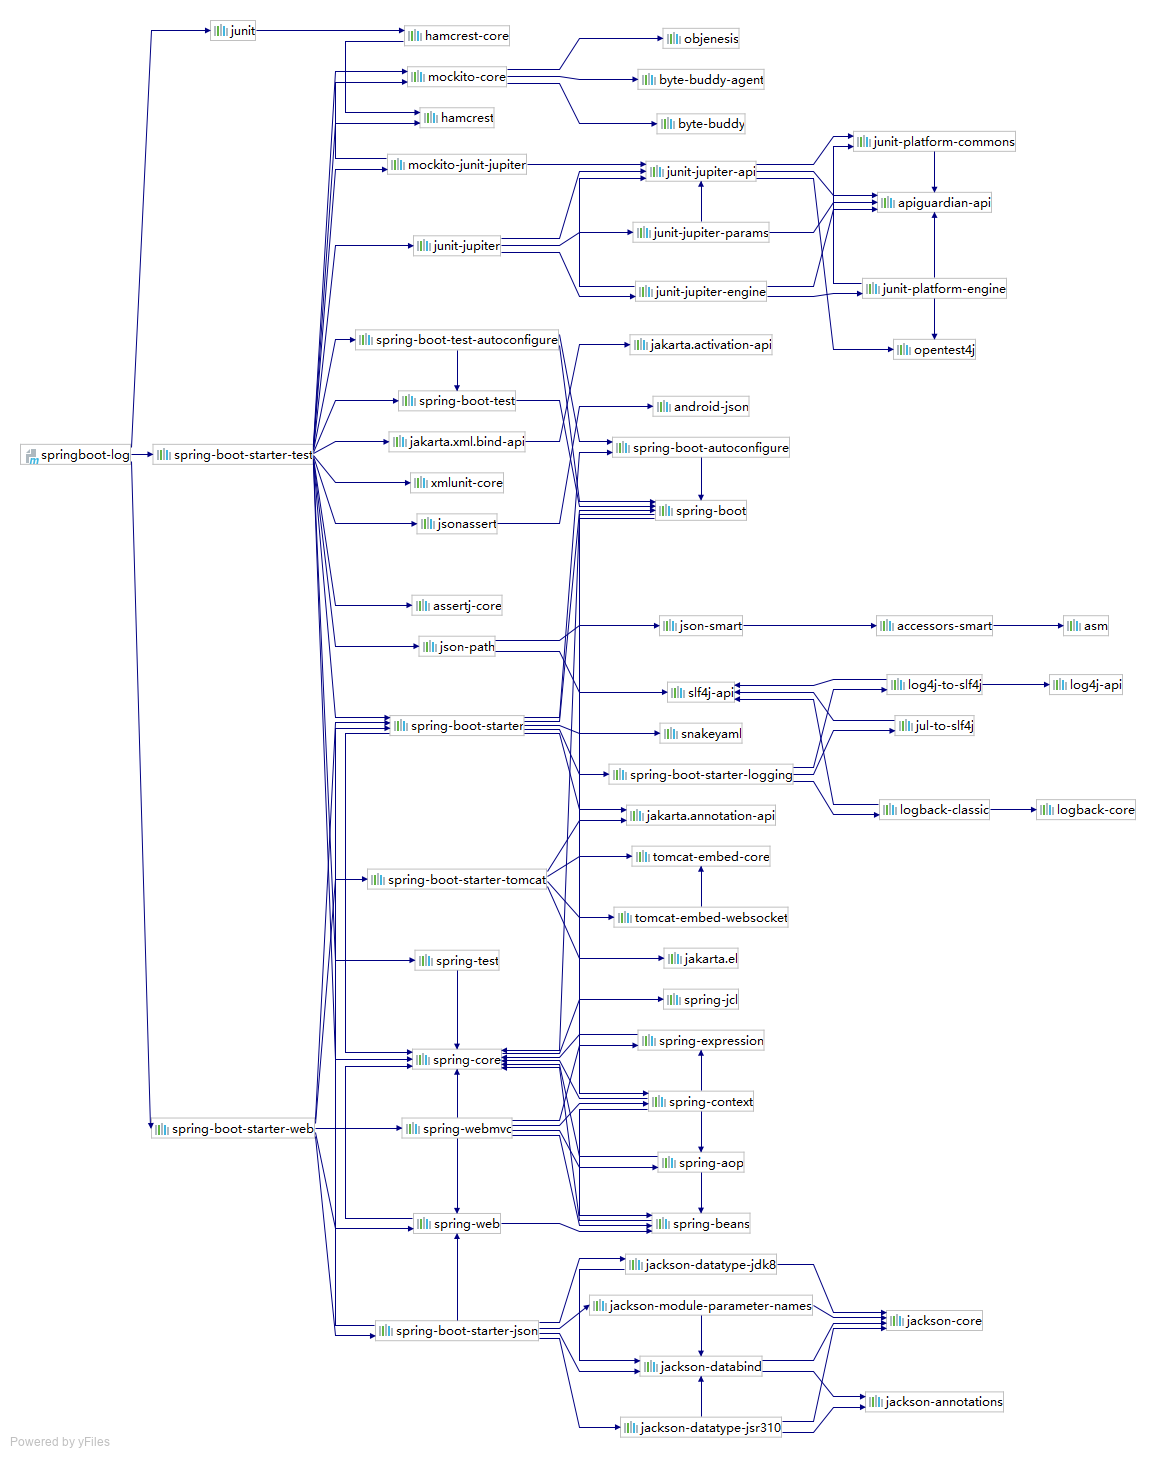 junit
hamcrest-core
objenesis
mockito-core
byte-buddy-agent
hamcrest
byte-buddy
junit-platform-commons
mockito-junit-jupiter
junit-jupiter-api
apiguardian-api
junit-jupiter-params
junit-jupiter
junit-jupiter-engine
junit-platform-engine
spring-boot-test-autoconfigure
jakarta.activation-api
opentest4j
spring-boot-test
android-json
jakarta.xml.bind-api
spring-boot-autoconfigure
springboot-log
spring-boot-starter-test
xmlunit-core
spring-boot
jsonassert
assertj-core
json-smart
accessors-smart
asm
json-path
slf4j-api
log4j-to-slf4j
log4j-api
spring-boot-starter
snakeyaml
jul-to-slf4j
spring-boot-starter-logging
jakarta.annotation-api
logback-classic
logback-core
tomcat-embed-core
spring-boot-starter-tomcat
tomcat-embed-websocket
spring-test
jakarta.el
spring-jcl
spring-expression
spring-core
spring-context
spring-boot-starter-web
spring-webmvc
spring-aop
spring-web
spring-beans
jackson-datatype-jdk8
jackson-module-parameter-names
jackson-core
spring-boot-starter-json
jackson-databind
jackson-annotations
jackson-datatype-jsr310
Powered by yFiles